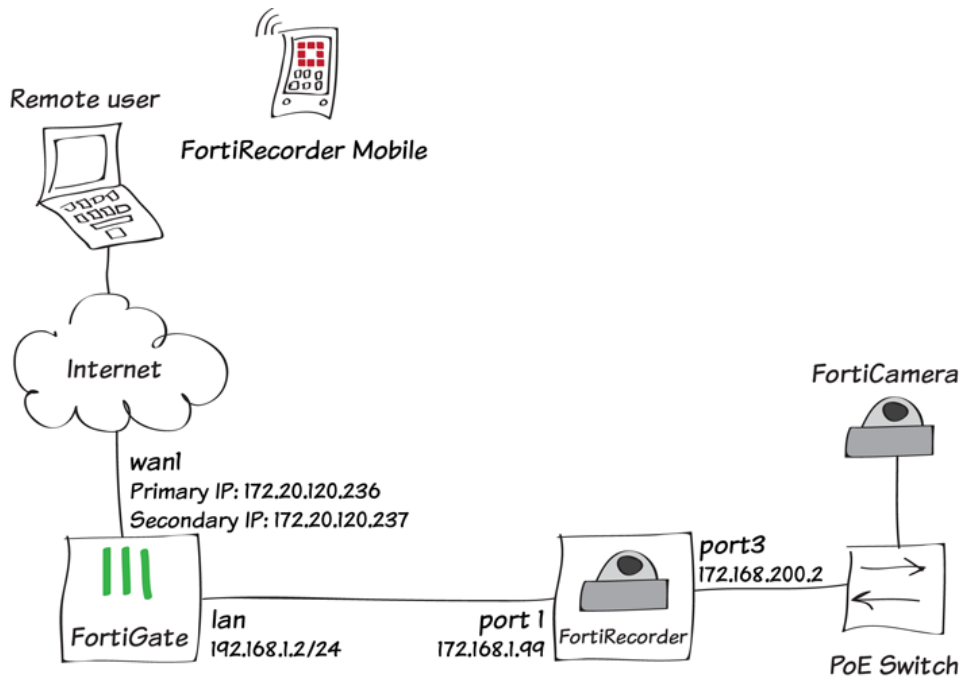 Remote user
FortiRecorder Mobile
Internet
wan1
Primary IP: 172.20.120.236
Secondary IP: 172.20.120.237
FortiGate
lan
192.168.1.2/24
port 1
172.168.1.99
FortiRecorder
port3
172.168.200.2
FortiCamera
PoE Switch